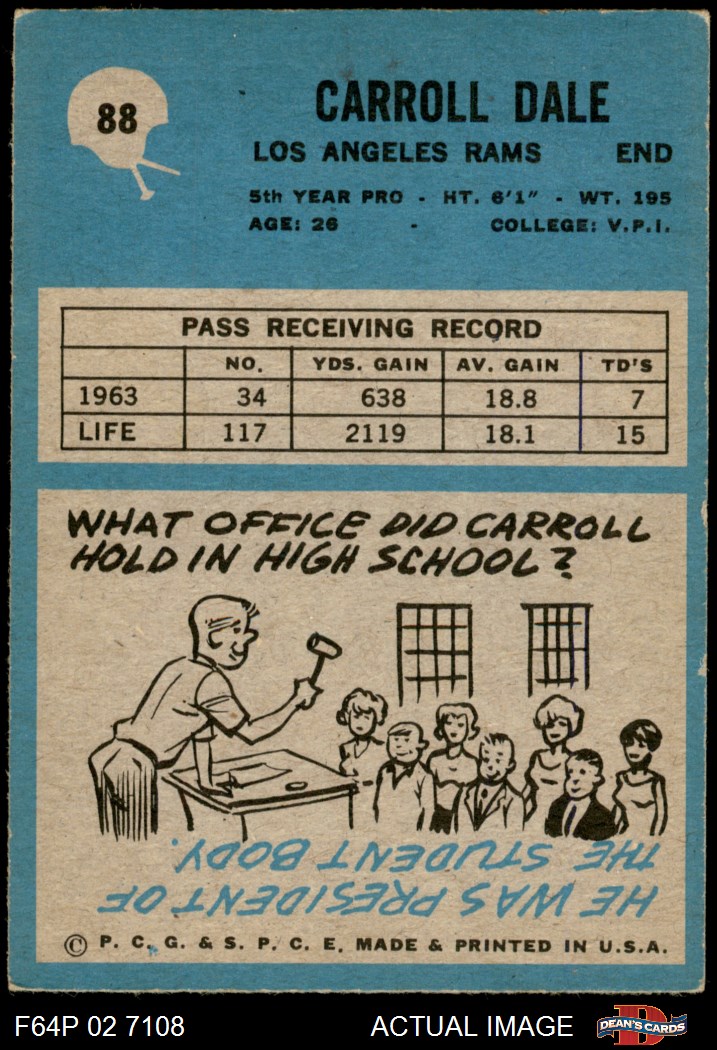 88
CARROLL DALE
LOS ANGELES RAMS END
5th YEAR PRO - HT. 6'1" - WT. 195
AGE: 26 - COLLEGE: V.P.I.
PASS RECEIVING RECORD
NO. YDS. GAIN AV. GAIN TD'S
1963 34 638 18.8 7
LIFE 117 2119 18.1 15
WHAT OFFICE DID CARROLL
HOLD IN HIGH SCHOOL?
HE WAS PRESIDENT OF
THE STUDENT BODY.
© P. C. G. & S. P. C. E. MADE & PRINTED IN U.S.A.
F64P 02 7108 ACTUAL IMAGE
D
DEAN'S CARDS